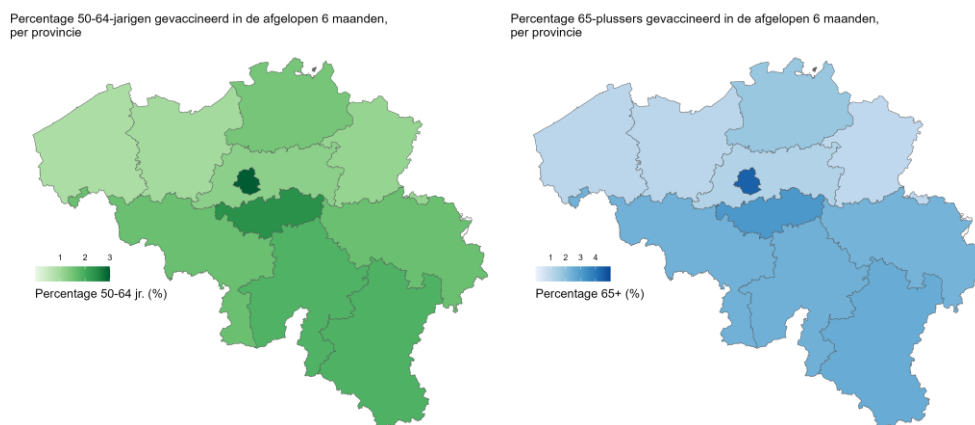 Percentage 50-64-jarigen gevaccineerd in de afgelopen 6 maanden,
per provincie
1 2 3
Percentage 50-64 jr. (%)
Percentage 65-plussers gevaccineerd in de afgelopen 6 maanden,
per provincie
1 2 3 4
Percentage 65+ (%)